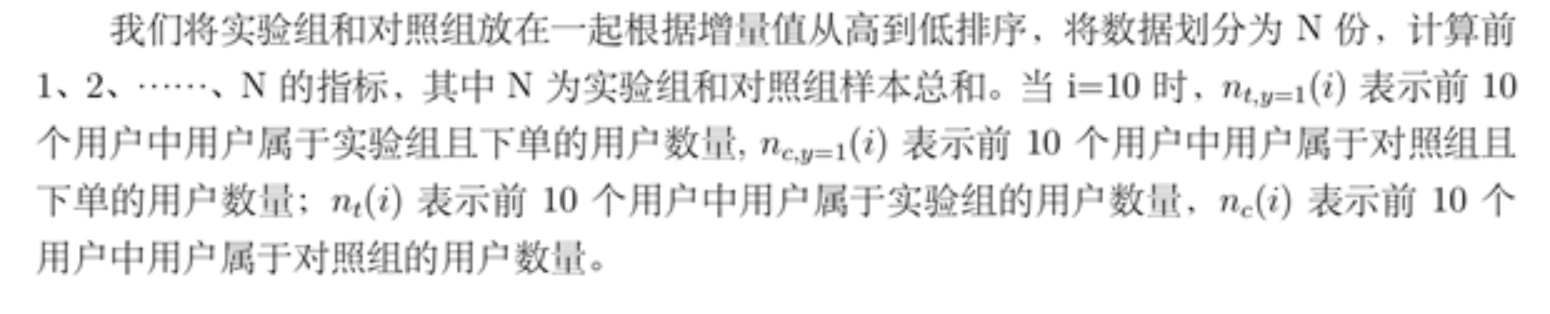 我们将实验组和对照组放在一起根据增量值从高到低排序，将数据划分为 N 份，计算前
1、2、……、N 的指标，其中 N 为实验组和对照组样本总和。当 i=10 时，n_{t,y=1}(i) 表示前 10
个用户中用户属于实验组且下单的用户数量, n_{c,y=1}(i) 表示前 10 个用户中用户属于对照组且
下单的用户数量；n_t(i) 表示前 10 个用户中用户属于实验组的用户数量，n_c(i) 表示前 10 个
用户中用户属于对照组的用户数量。